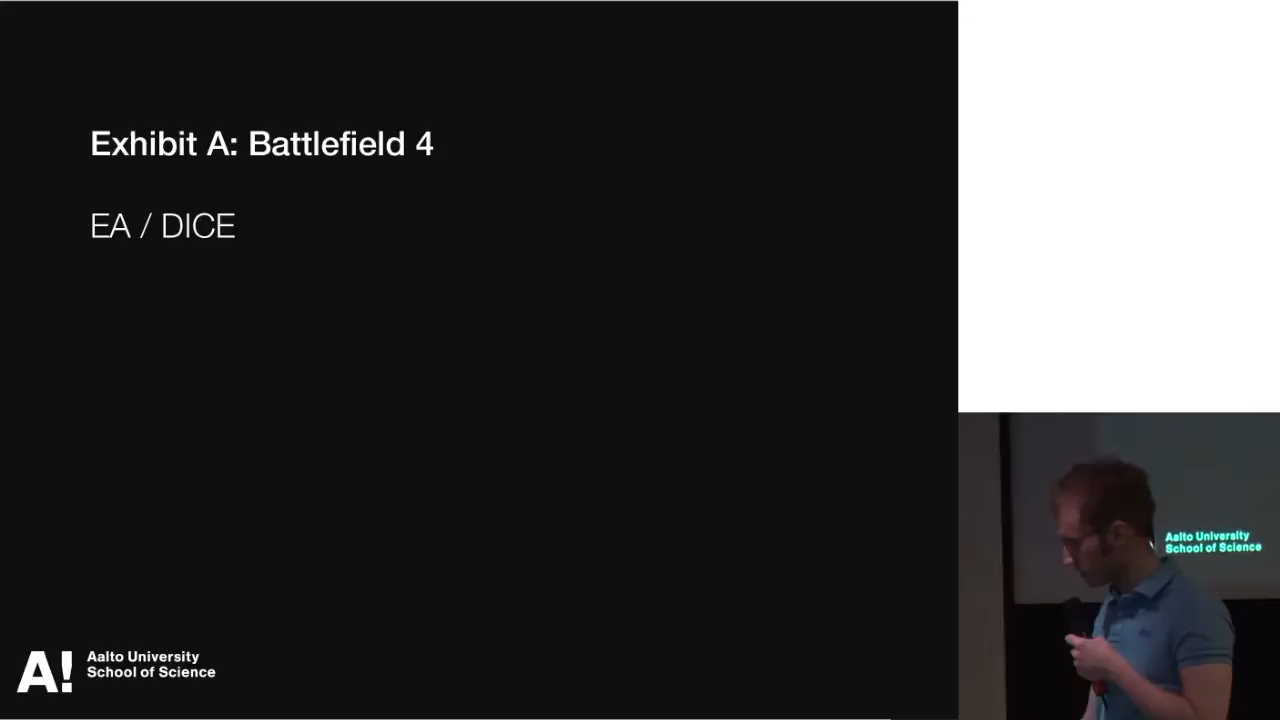 Exhibit A: Battlefield 4
EA / DICE
A!
Aalto University
School of Science
Aalto University
School of Science